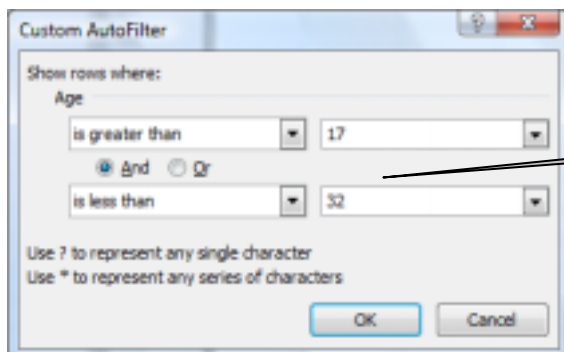 Custom AutoFilter
Show rows where:
Age
is greater than 17
And Or
is less than 32
Use ? to represent any single character
Use * to represent any series of characters
OK Cancel